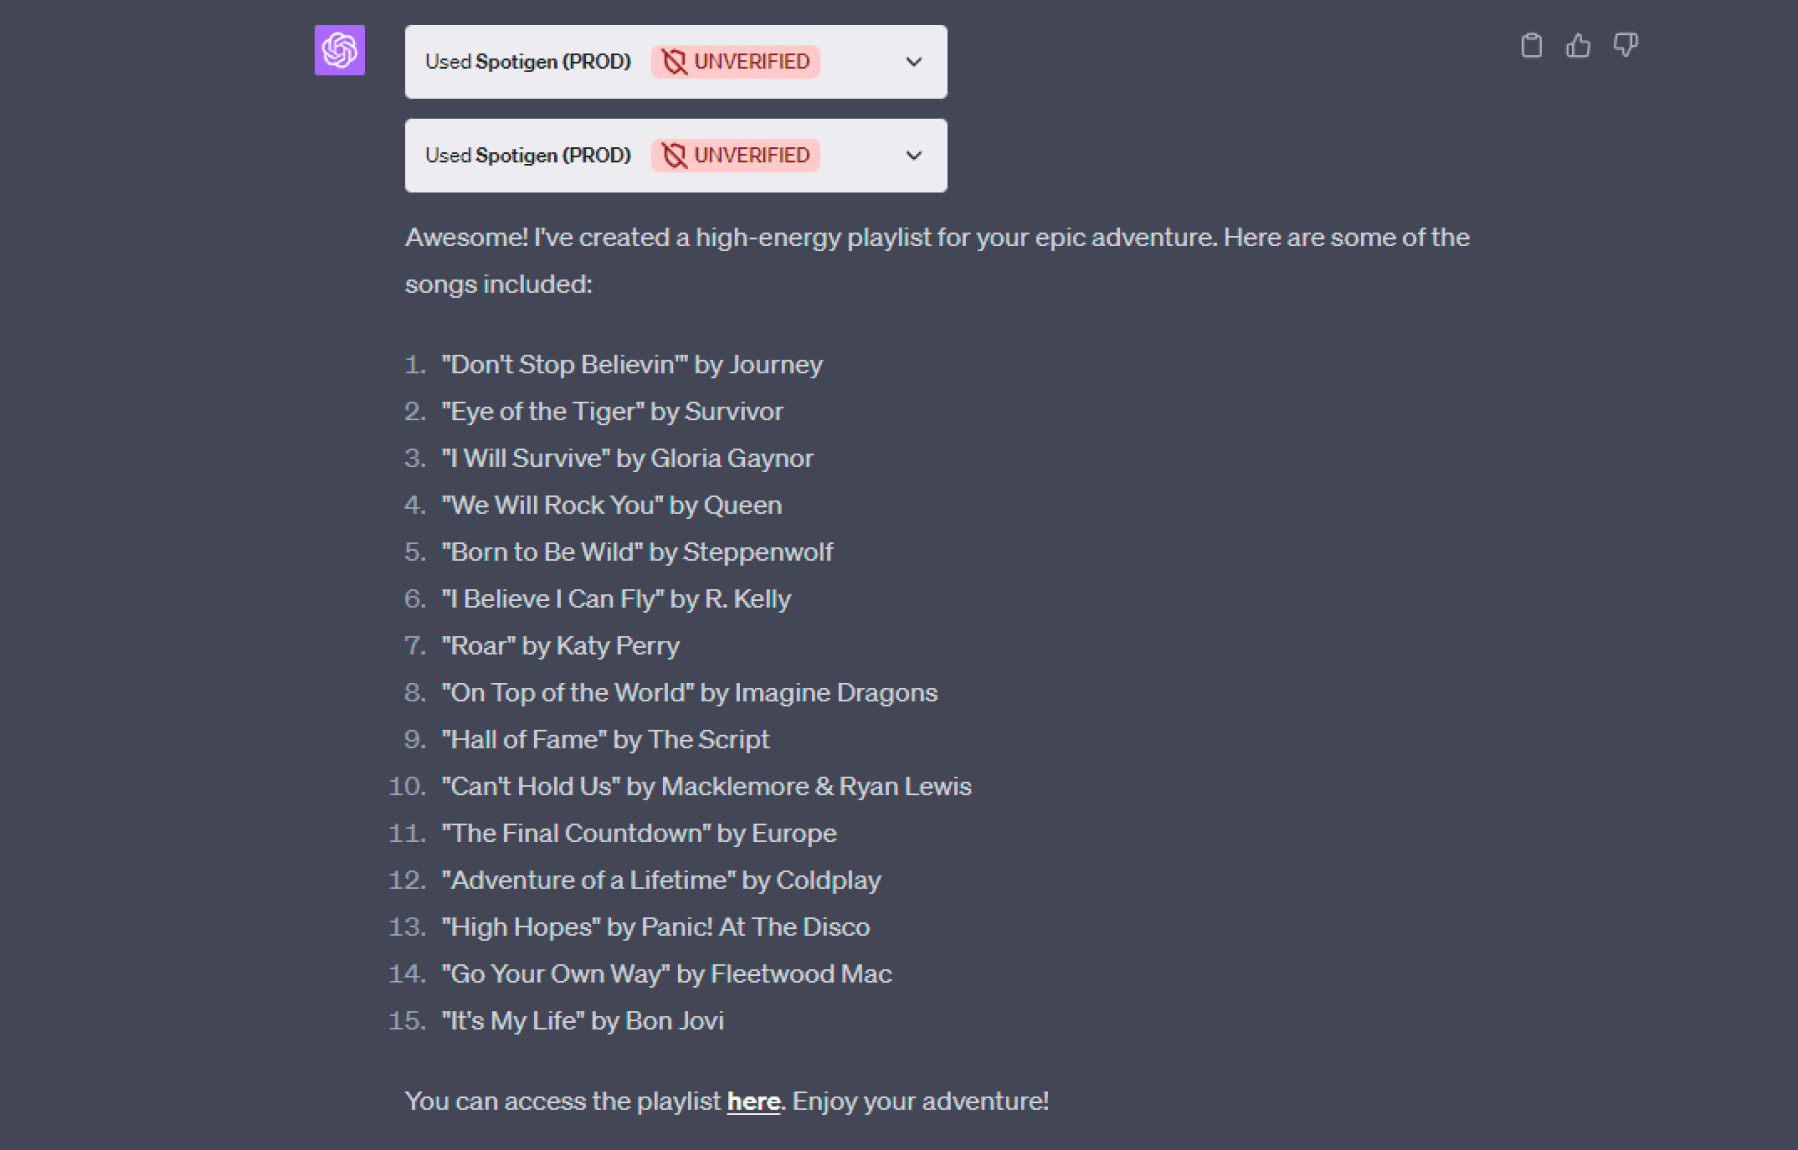 Used Spotigen (PROD) UNVERIFIED
Used Spotigen (PROD) UNVERIFIED
Awesome! I've created a high-energy playlist for your epic adventure. Here are some of the
songs included:
1. "Don't Stop Believin'" by Journey
2. "Eye of the Tiger" by Survivor
3. "I Will Survive" by Gloria Gaynor
4. "We Will Rock You" by Queen
5. "Born to Be Wild" by Steppenwolf
6. "I Believe I Can Fly" by R. Kelly
7. "Roar" by Katy Perry
8. "On Top of the World" by Imagine Dragons
9. "Hall of Fame" by The Script
10. "Can't Hold Us" by Macklemore & Ryan Lewis
11. "The Final Countdown" by Europe
12. "Adventure of a Lifetime" by Coldplay
13. "High Hopes" by Panic! At The Disco
14. "Go Your Own Way" by Fleetwood Mac
15. "It's My Life" by Bon Jovi
You can access the playlist here. Enjoy your adventure!